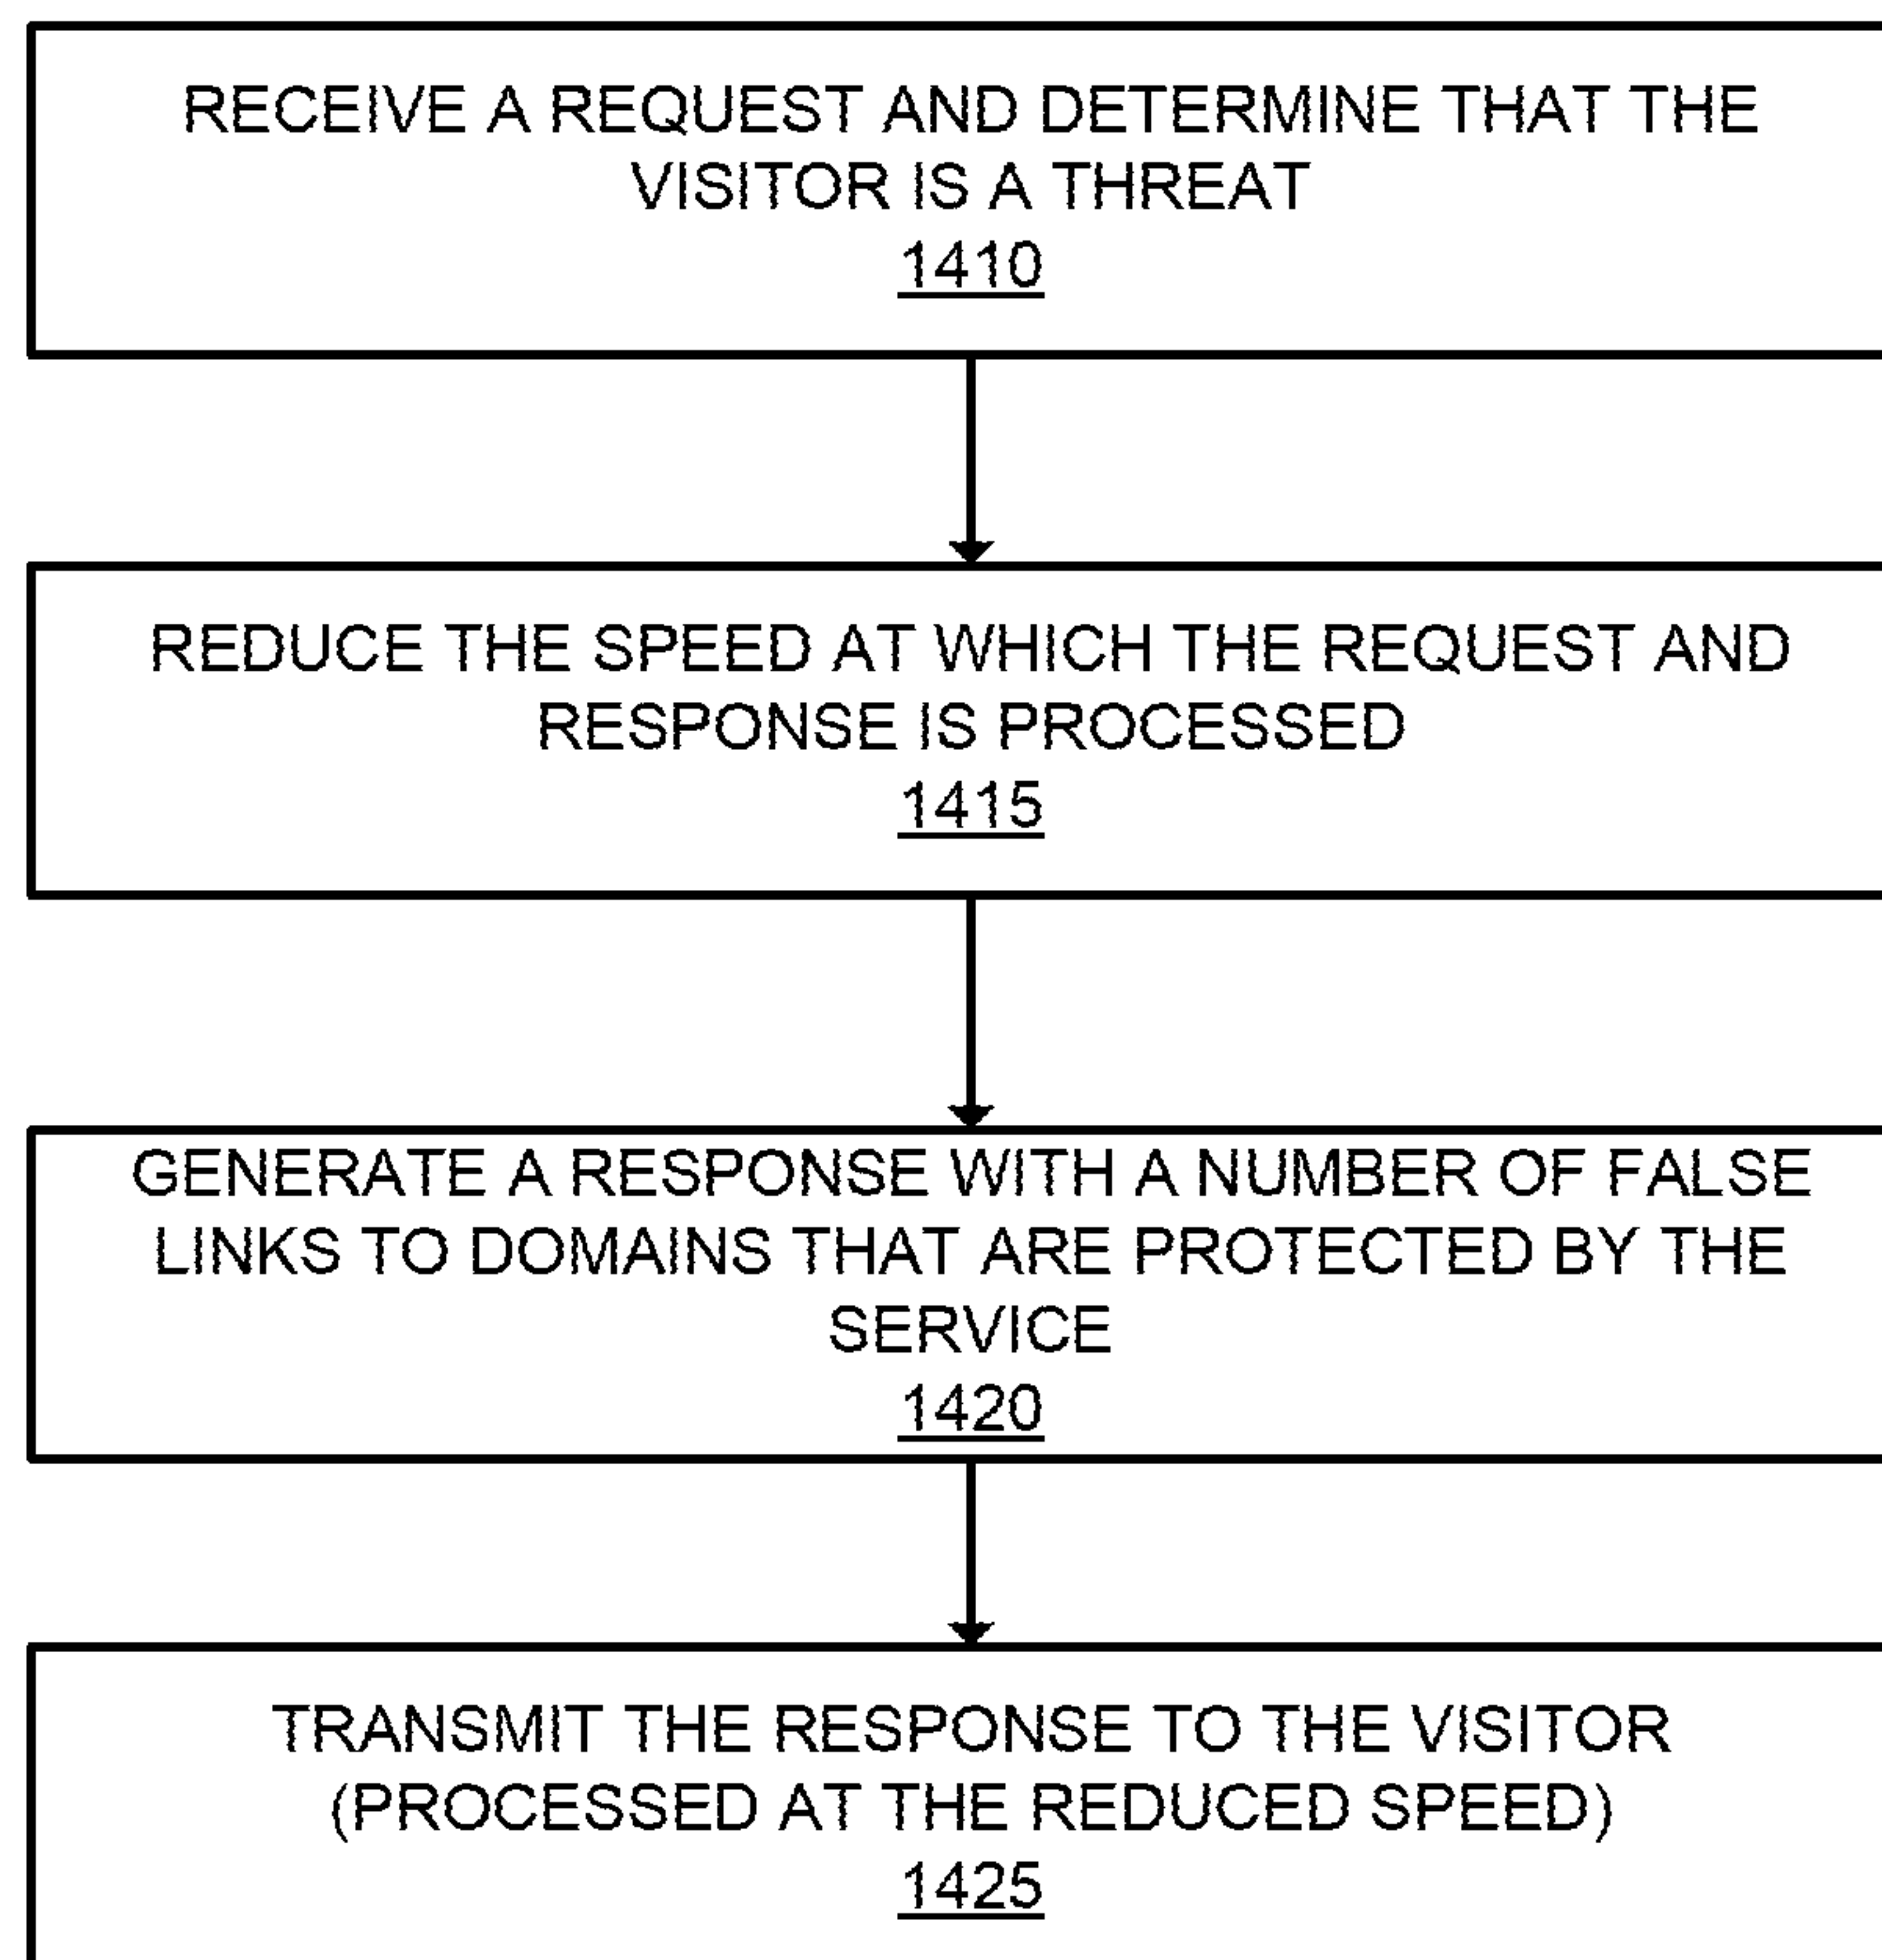 RECEIVE A REQUEST AND DETERMINE THAT THE
VISITOR IS A THREAT
1410
REDUCE THE SPEED AT WHICH THE REQUEST AND
RESPONSE IS PROCESSED
1415
GENERATE A RESPONSE WITH A NUMBER OF FALSE
LINKS TO DOMAINS THAT ARE PROTECTED BY THE
SERVICE
1420
TRANSMIT THE RESPONSE TO THE VISITOR
(PROCESSED AT THE REDUCED SPEED)
1425